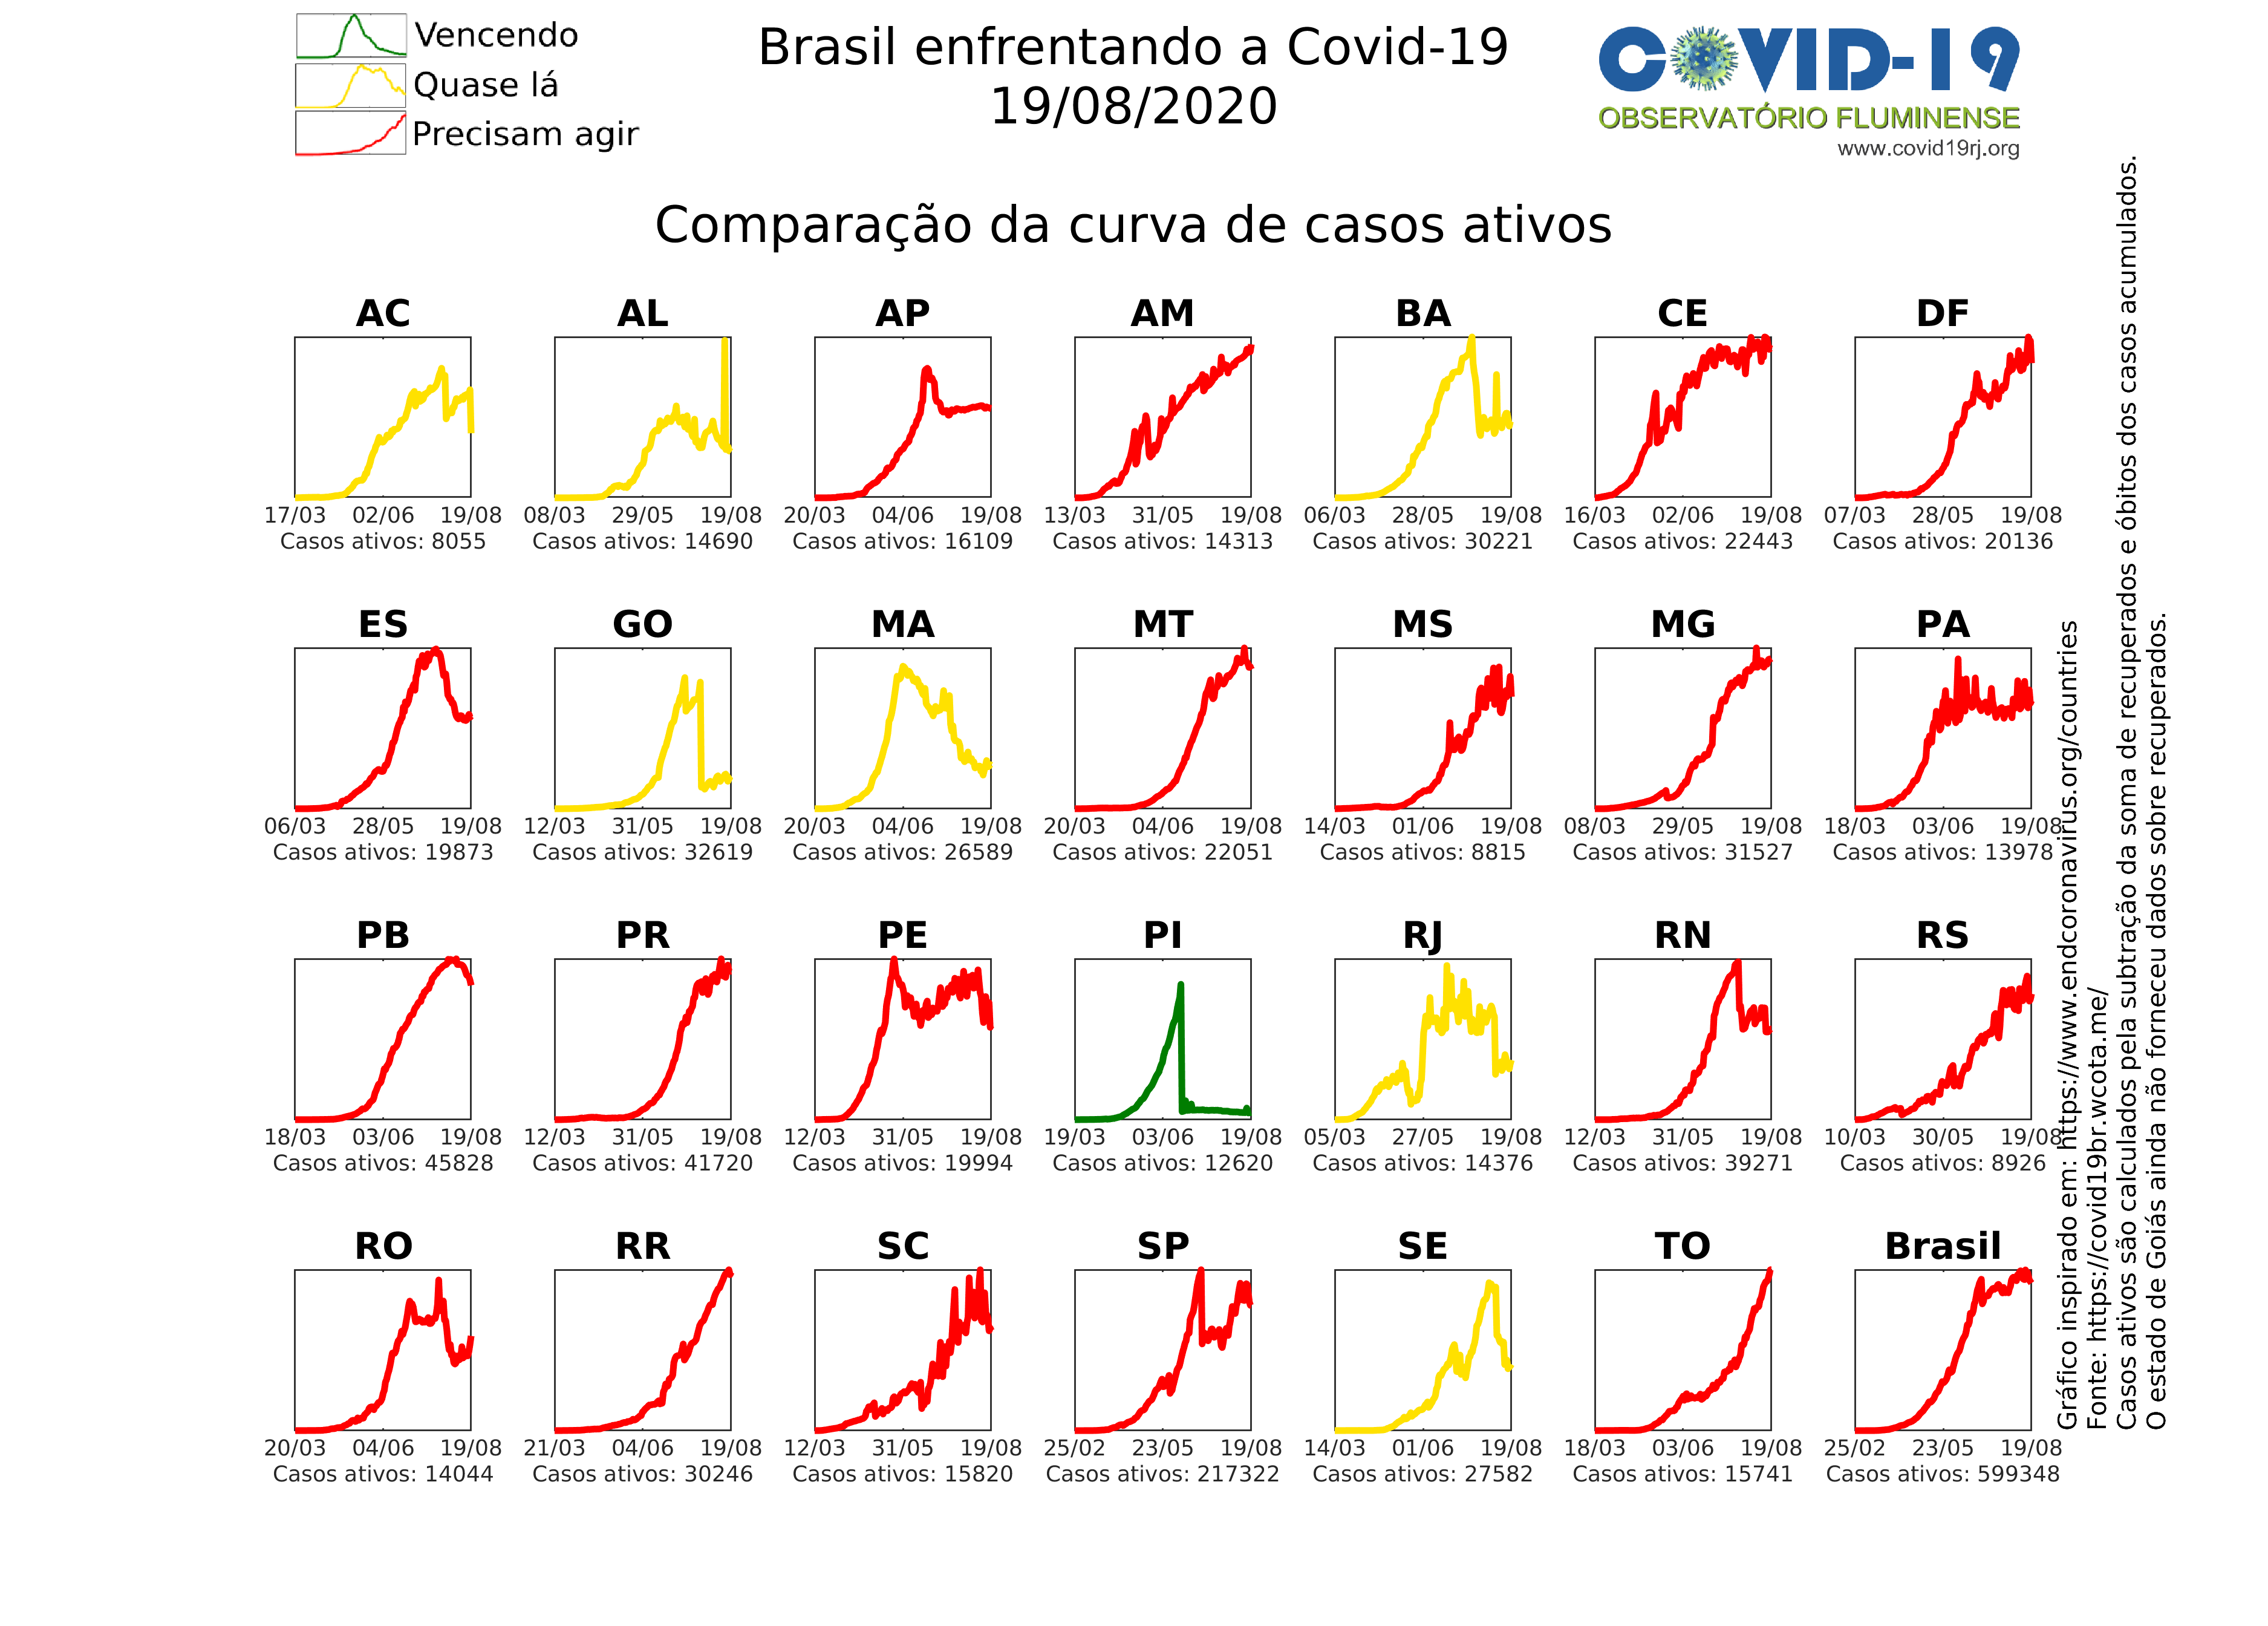 Vencendo
Quase lá
Precisam agir
Brasil enfrentando a Covid-19
19/08/2020
COVID-19
OBSERVATÓRIO FLUMINENSE
www.covid19rj.org
Comparação da curva de casos ativos
AC AL AP AM BA CE DF
17/03 02/06 19/08 08/03 29/05 19/08 20/03 04/06 19/08 13/03 31/05 19/08 06/03 28/05 19/08 16/03 02/06 19/08 07/03 28/05 19/08
Casos ativos: 8055 Casos ativos: 14690 Casos ativos: 16109 Casos ativos: 14313 Casos ativos: 30221 Casos ativos: 22443 Casos ativos: 20136
ES GO MA MT MS MG PA
06/03 28/05 19/08 12/03 31/05 19/08 20/03 04/06 19/08 20/03 04/06 19/08 14/03 01/06 19/08 08/03 29/05 19/08 18/03 03/06 19/08
Casos ativos: 19873 Casos ativos: 32619 Casos ativos: 26589 Casos ativos: 22051 Casos ativos: 8815 Casos ativos: 31527 Casos ativos: 13978
PB PR PE PI RJ RN RS
18/03 03/06 19/08 12/03 31/05 19/08 12/03 31/05 19/08 19/03 03/06 19/08 05/03 27/05 19/08 12/03 31/05 19/08 10/03 30/05 19/08
Casos ativos: 45828 Casos ativos: 41720 Casos ativos: 19994 Casos ativos: 12620 Casos ativos: 14376 Casos ativos: 39271 Casos ativos: 8926
RO RR SC SP SE TO Brasil
20/03 04/06 19/08 21/03 04/06 19/08 12/03 31/05 19/08 25/02 23/05 19/08 14/03 01/06 19/08 18/03 03/06 19/08 25/02 23/05 19/08
Casos ativos: 14044 Casos ativos: 30246 Casos ativos: 15820 Casos ativos: 217322 Casos ativos: 27582 Casos ativos: 15741 Casos ativos: 599348
Gráfico inspirado em: https://www.endcoronavirus.org/countries
Fonte: https://covid19br.wcota.me/
Casos ativos são calculados pela subtração da soma de recuperados e óbitos dos casos acumulados.
O estado de Goiás ainda não forneceu dados sobre recuperados.